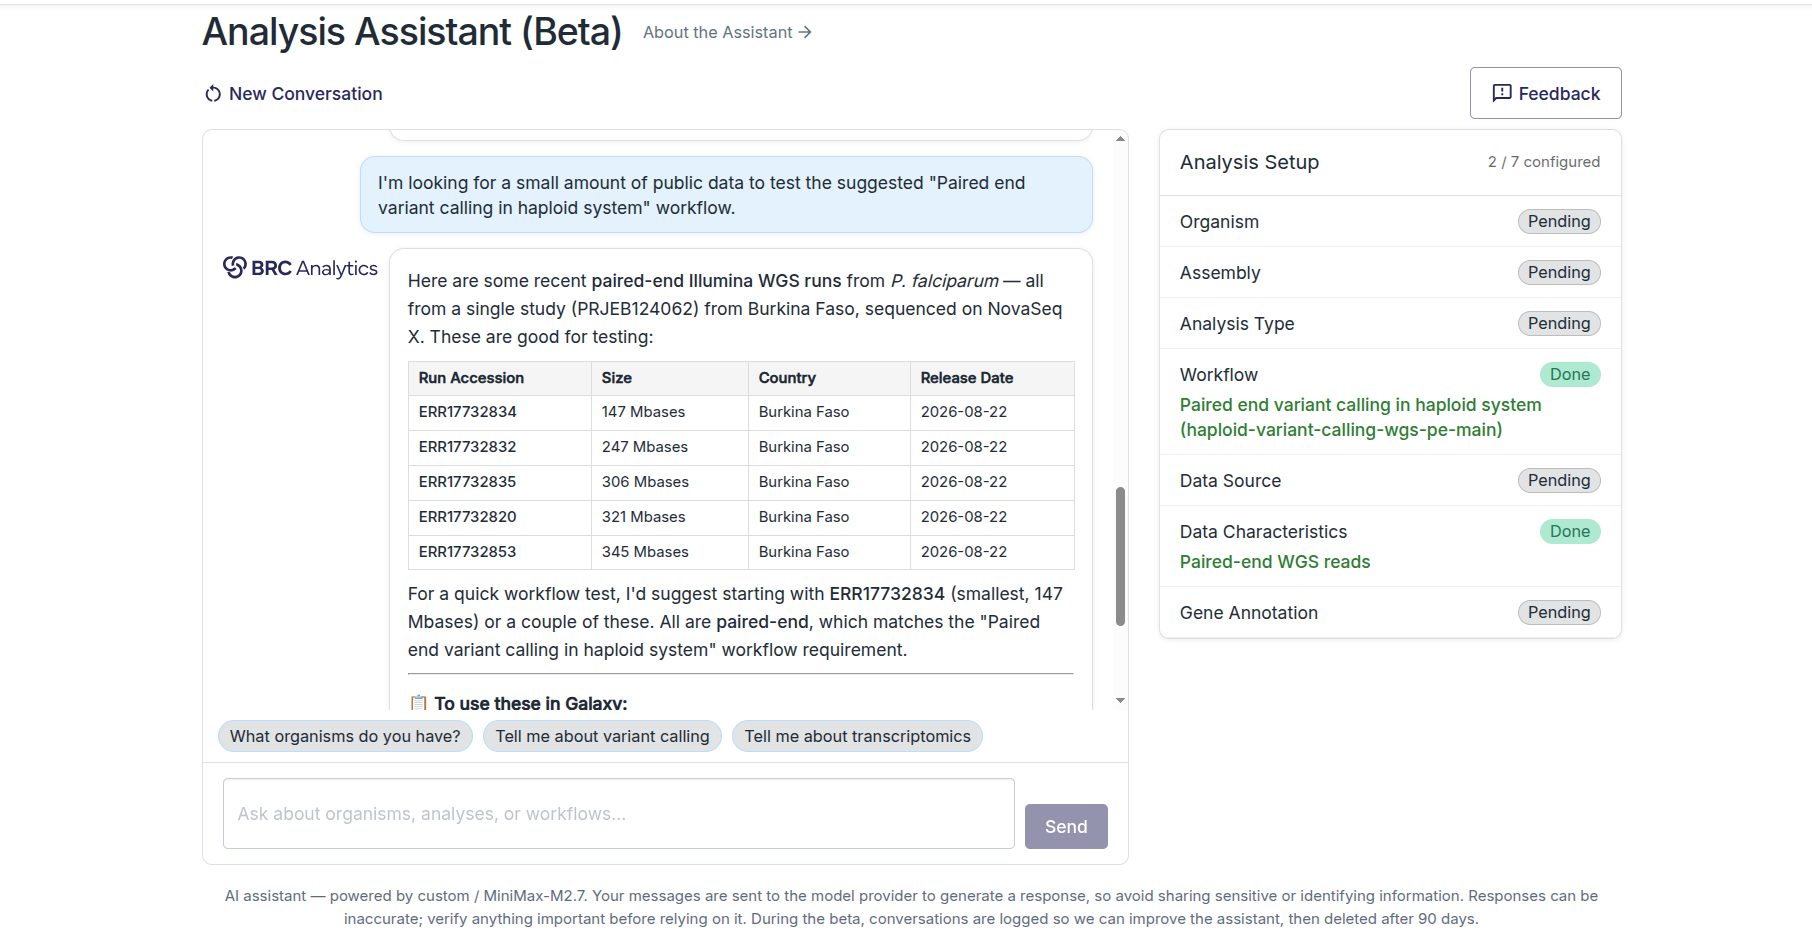 Analysis Assistant (Beta)
About the Assistant →
New Conversation
Feedback
I'm looking for a small amount of public data to test the suggested "Paired end
variant calling in haploid system" workflow.
BRC Analytics
Here are some recent paired-end Illumina WGS runs from P. falciparum — all
from a single study (PRJEB124062) from Burkina Faso, sequenced on NovaSeq
X. These are good for testing:
Run Accession Size Country Release Date
ERR17732834 147 Mbases Burkina Faso 2026-08-22
ERR17732832 247 Mbases Burkina Faso 2026-08-22
ERR17732835 306 Mbases Burkina Faso 2026-08-22
ERR17732820 321 Mbases Burkina Faso 2026-08-22
ERR17732853 345 Mbases Burkina Faso 2026-08-22
For a quick workflow test, I'd suggest starting with ERR17732834 (smallest, 147
Mbases) or a couple of these. All are paired-end, which matches the "Paired
end variant calling in haploid system" workflow requirement.
📋 To use these in Galaxy:
What organisms do you have?
Tell me about variant calling
Tell me about transcriptomics
Ask about organisms, analyses, or workflows...
Send
Analysis Setup
2 / 7 configured
Organism Pending
Assembly Pending
Analysis Type Pending
Workflow Done
Paired end variant calling in haploid system
(haploid-variant-calling-wgs-pe-main)
Data Source Pending
Data Characteristics Done
Paired-end WGS reads
Gene Annotation Pending
AI assistant — powered by custom / MiniMax-M2.7. Your messages are sent to the model provider to generate a response, so avoid sharing sensitive or identifying information. Responses can be
inaccurate; verify anything important before relying on it. During the beta, conversations are logged so we can improve the assistant, then deleted after 90 days.